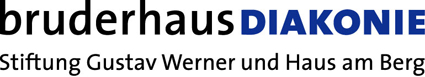 bruderhausDIAKONIE
Stiftung Gustav Werner und Haus am Berg